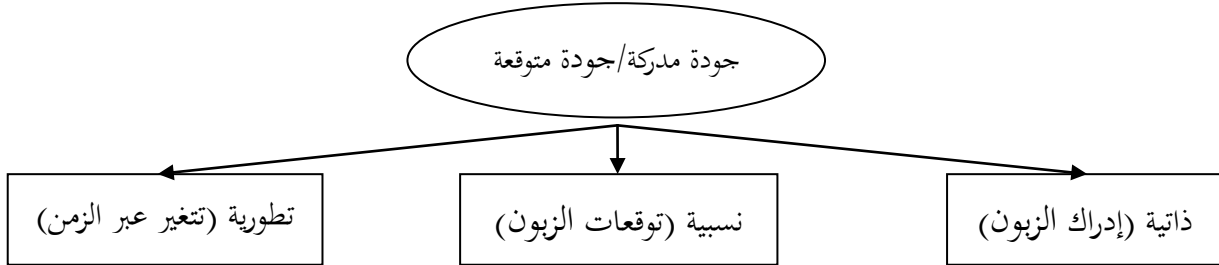 جودة مدركة/جودة متوقعة
ذاتية (إدراك الزبون)
نسبية (توقعات الزبون)
تطورية (تتغير عبر الزمن)